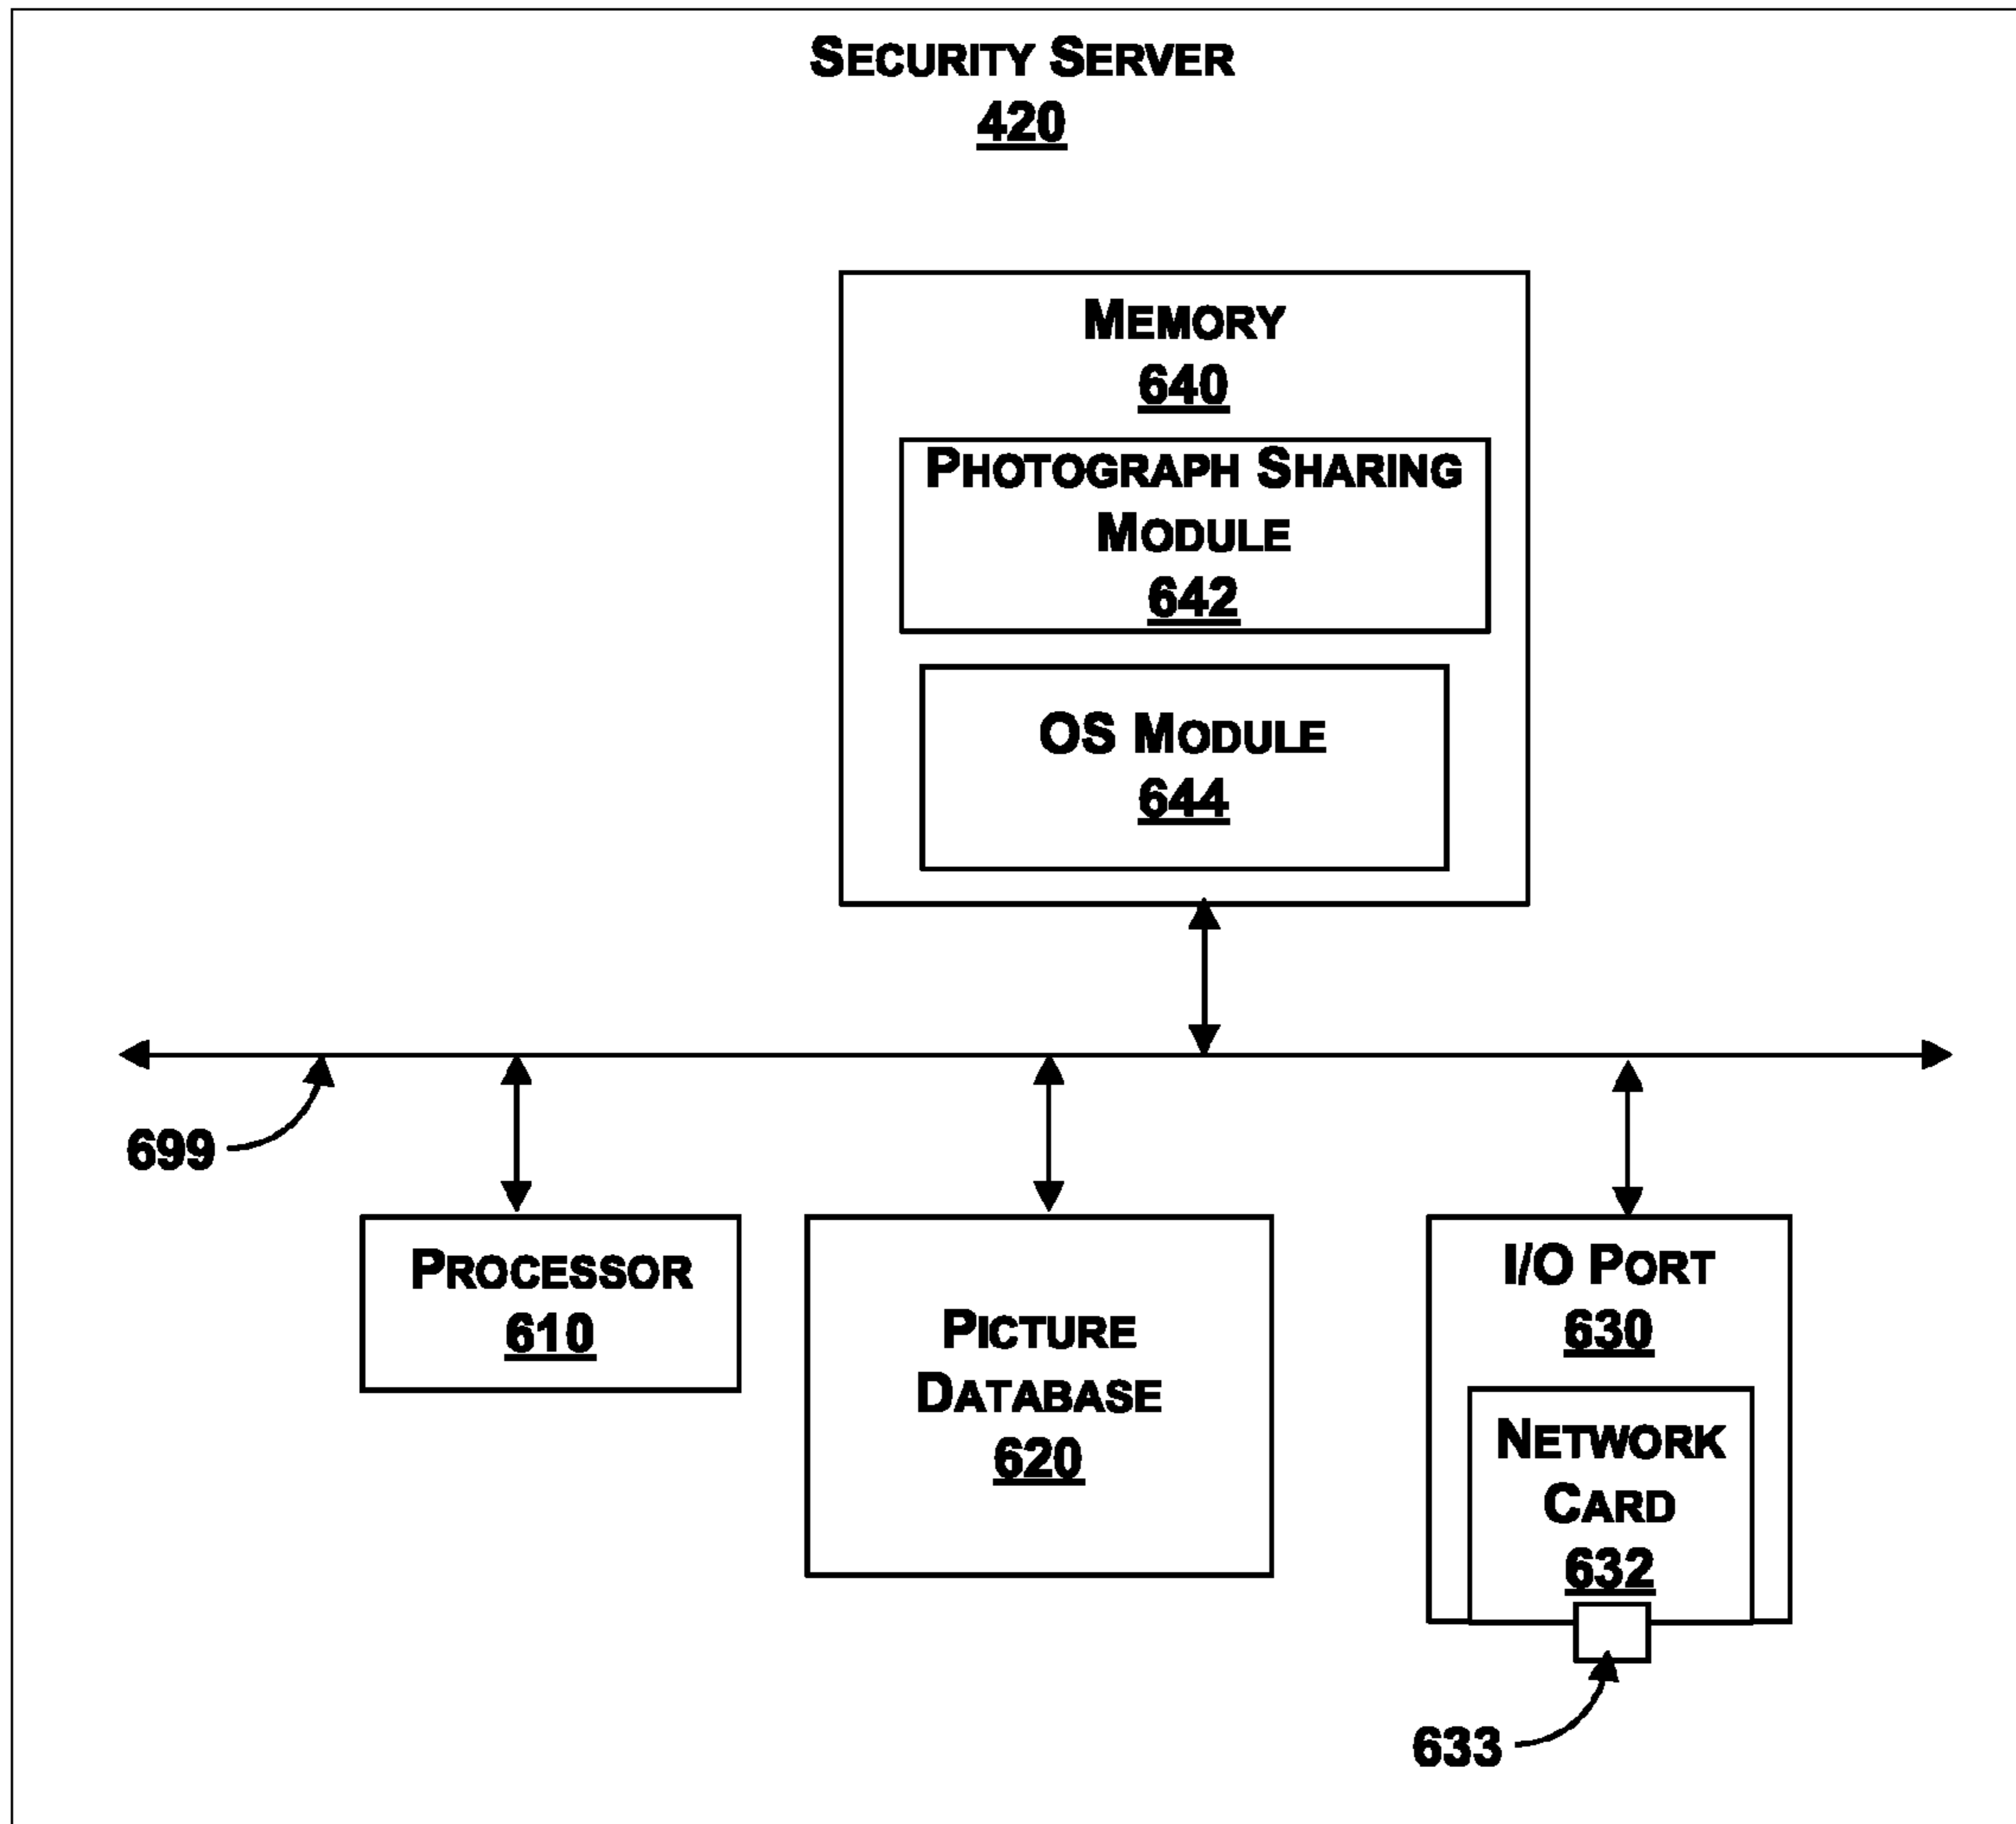 SECURITY SERVER
420
MEMORY
640
PHOTOGRAPH SHARING
MODULE
642
OS MODULE
644
699
PROCESSOR
610
PICTURE
DATABASE
620
I/O PORT
630
NETWORK
CARD
632
633